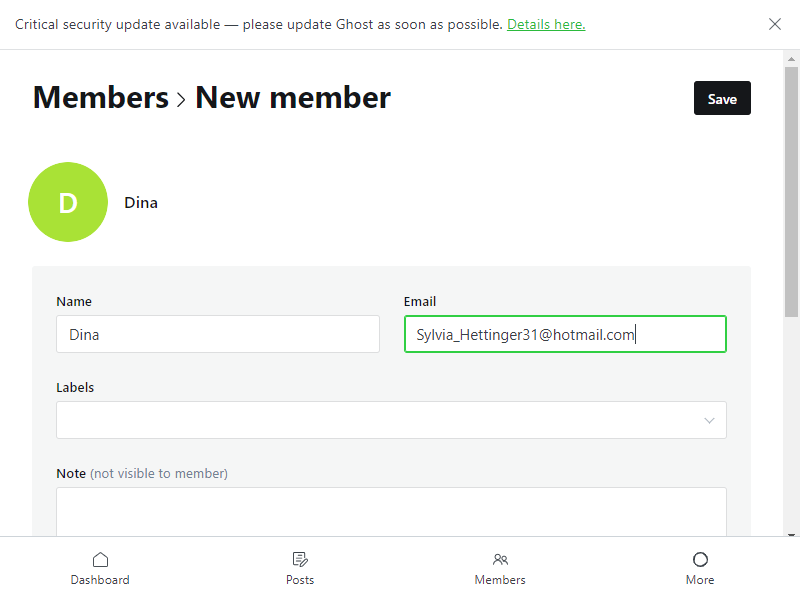 Critical security update available — please update Ghost as soon as possible. Details here.
Members > New member
Save
D
Dina
Name
Email
Dina
Sylvia_Hettinger31@hotmail.com
Labels
Note (not visible to member)
Dashboard
Posts
Members
More